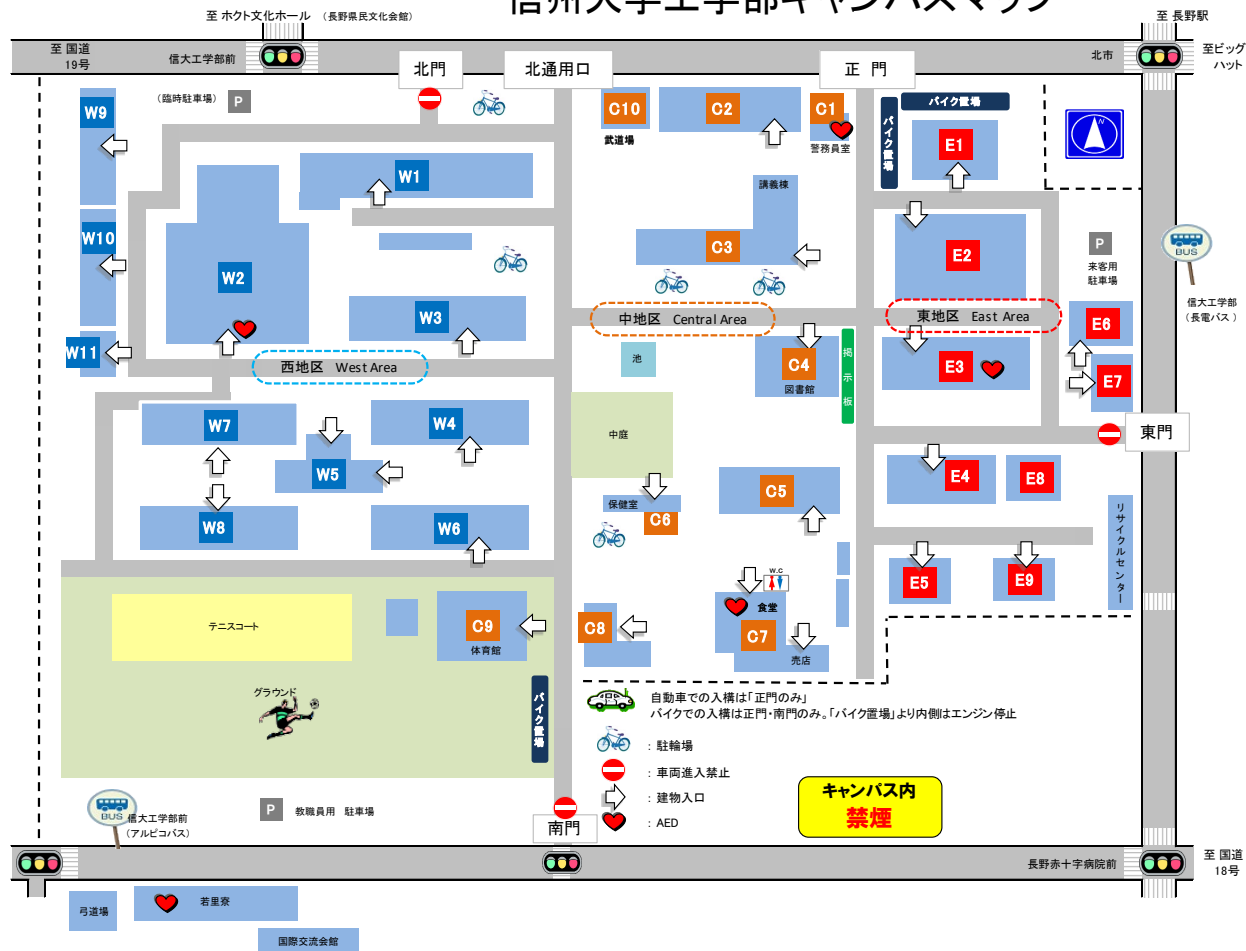 信州大学工学部キャンパスマップ
至 ホクト文化ホール （長野県民文化会館）
至 長野駅
至 国道
19号
信大工学部前
北門
北通用口
正 門
北市
至ビッグ
ハット
（臨時駐車場）
P
W9
C10
武道場
C2
C1
警務員室
バイク置場
バイク置場
E1
N
W1
講義棟
W10
W2
C3
E2
P
来客用
駐車場
BUS
信大工学部
（長電バス）
W3
中地区 Central Area
東地区 East Area
E6
W11
西地区 West Area
池
C4
図書館
掲示板
E3
E7
W7
W4
中庭
東門
W5
C5
E4
E8
W8
W6
保健室
C6
リサイクルセンター
W.C
E5
E9
テニスコート
C9
体育館
C8
食堂
C7
売店
グラウンド
バイク置場
自動車での入構は「正門のみ」
バイクでの入構は正門・南門のみ。「バイク置場」より内側はエンジン停止
：駐輪場
：車両進入禁止
：建物入口
：AED
キャンパス内
禁煙
BUS
信大工学部前
（アルピコバス）
P
教職員用 駐車場
南門
長野赤十字病院前
至 国道
18号
弓道場
若里寮
国際交流会館